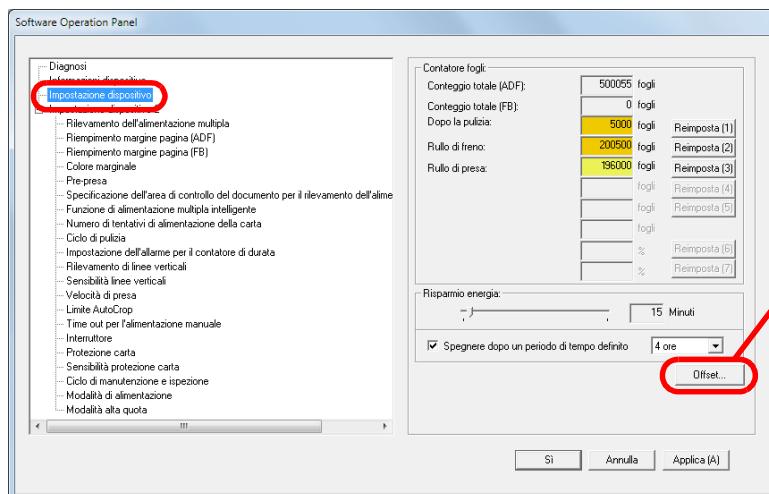 Software Operation Panel
Diagnosi
Informazioni dispositivo
Impostazione dispositivo
Impostazione dispositivo 2
Rilevamento dell'alimentazione multipla
Riempimento margine pagina (ADF)
Riempimento margine pagina (FB)
Colore marginale
Pre-presa
Specificazione dell'area di controllo del documento per il rilevamento dell'alime
Funzione di alimentazione multipla intelligente
Numero di tentativi di alimentazione della carta
Ciclo di pulizia
Impostazione dell'allarme per il contatore di durata
Rilevamento di linee verticali
Sensibilità linee verticali
Velocità di presa
Limite AutoCrop
Time out per l'alimentazione manuale
Interruttore
Protezione carta
Sensibilità protezione carta
Ciclo di manutenzione e ispezione
Modalità di alimentazione
Modalità alta quota
Contatore fogli:
Conteggio totale (ADF): 500055 fogli
Conteggio totale (FB): 0 fogli
Dopo la pulizia: 5000 fogli Reimposta (1)
Rullo di freno: 200500 fogli Reimposta (2)
Rullo di presa: 196000 fogli Reimposta (3)
fogli Reimposta (4)
fogli Reimposta (5)
fogli
% Reimposta (6)
% Reimposta (7)
Risparmio energia:
15 Minuti
Spegnere dopo un periodo di tempo definito 4 ore
Offset...
Sì Annulla Applica (A)